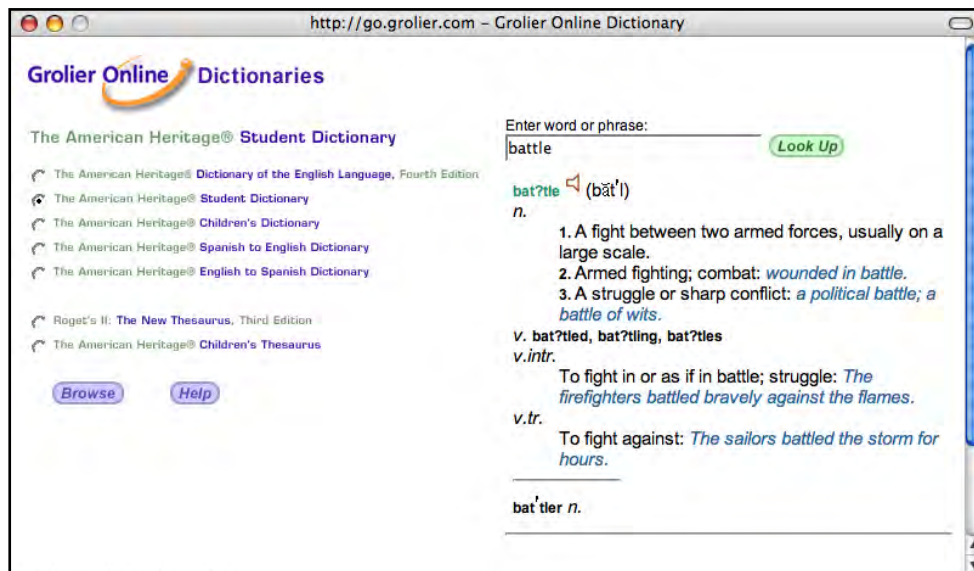 http://go.grolier.com – Grolier Online Dictionary
Grolier Online Dictionaries
The American Heritage® Student Dictionary
The American Heritage® Dictionary of the English Language, Fourth Edition
The American Heritage® Student Dictionary
The American Heritage® Children's Dictionary
The American Heritage® Spanish to English Dictionary
The American Heritage® English to Spanish Dictionary
Roget's II: The New Thesaurus, Third Edition
The American Heritage® Children's Thesaurus
Browse Help
Enter word or phrase:
battle Look Up
bat?tle (băt'l)
n.
1. A fight between two armed forces, usually on a
large scale.
2. Armed fighting; combat: wounded in battle.
3. A struggle or sharp conflict: a political battle; a
battle of wits.
v. bat?tled, bat?tling, bat?tles
v.intr.
To fight in or as if in battle; struggle: The
firefighters battled bravely against the flames.
v.tr.
To fight against: The sailors battled the storm for
hours.
bat'tler n.